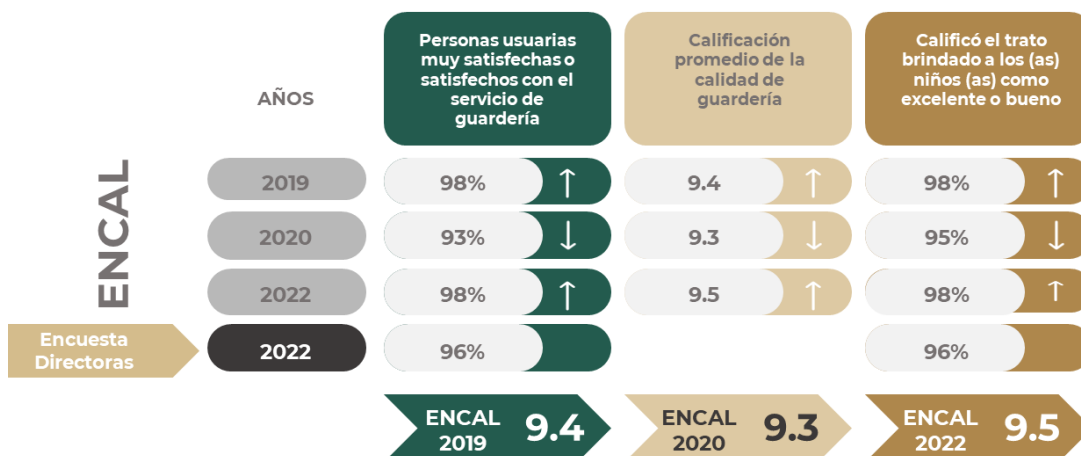 Personas usuarias
muy satisfechas o
satisfechos con el
servicio de
guardería
Calificación
promedio de la
calidad de
guardería
Calificó el trato
brindado a los (as)
niños (as) como
excelente o bueno
AÑOS
ENCAL
2019
98%
↑
9.4
↑
98%
↑
2020
93%
↓
9.3
↓
95%
↓
2022
98%
↑
9.5
↑
98%
↑
Encuesta
Directoras
2022
96%
96%
ENCAL
2019
9.4
ENCAL
2020
9.3
ENCAL
2022
9.5